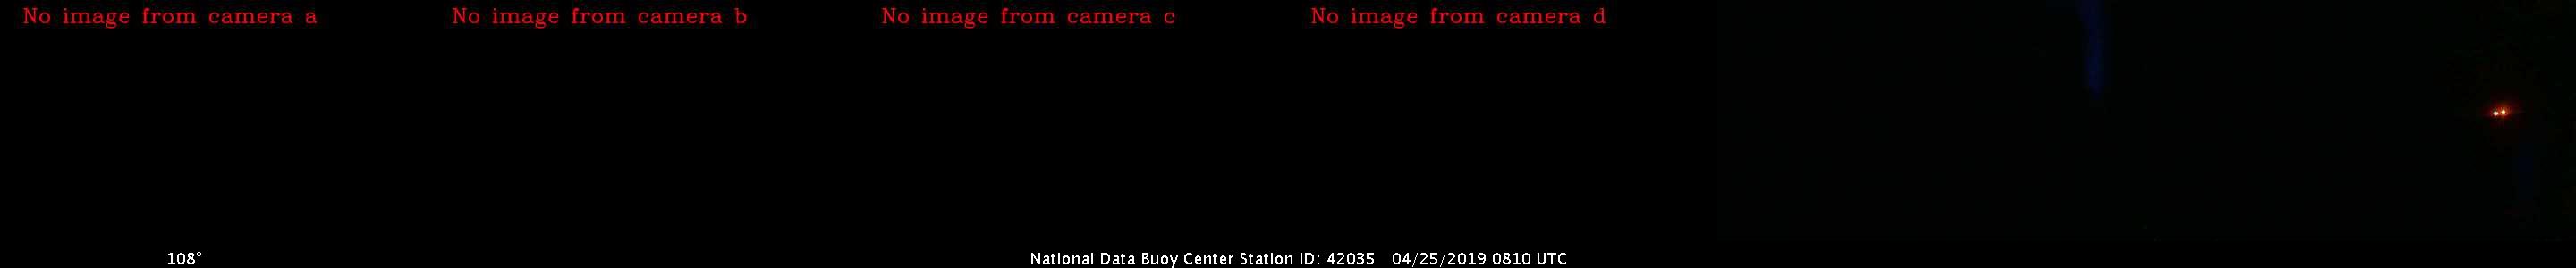 No image from camera a
No image from camera b
No image from camera c
No image from camera d
108°
National Data Buoy Center Station ID: 42035 04/25/2019 0810 UTC